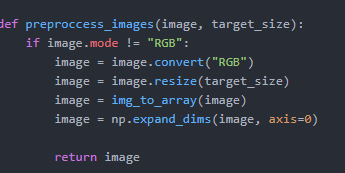 def preproccess_images(image, target_size):
    if image.mode != "RGB":
        image = image.convert("RGB")
        image = image.resize(target_size)
        image = img_to_array(image)
        image = np.expand_dims(image, axis=0)

        return image